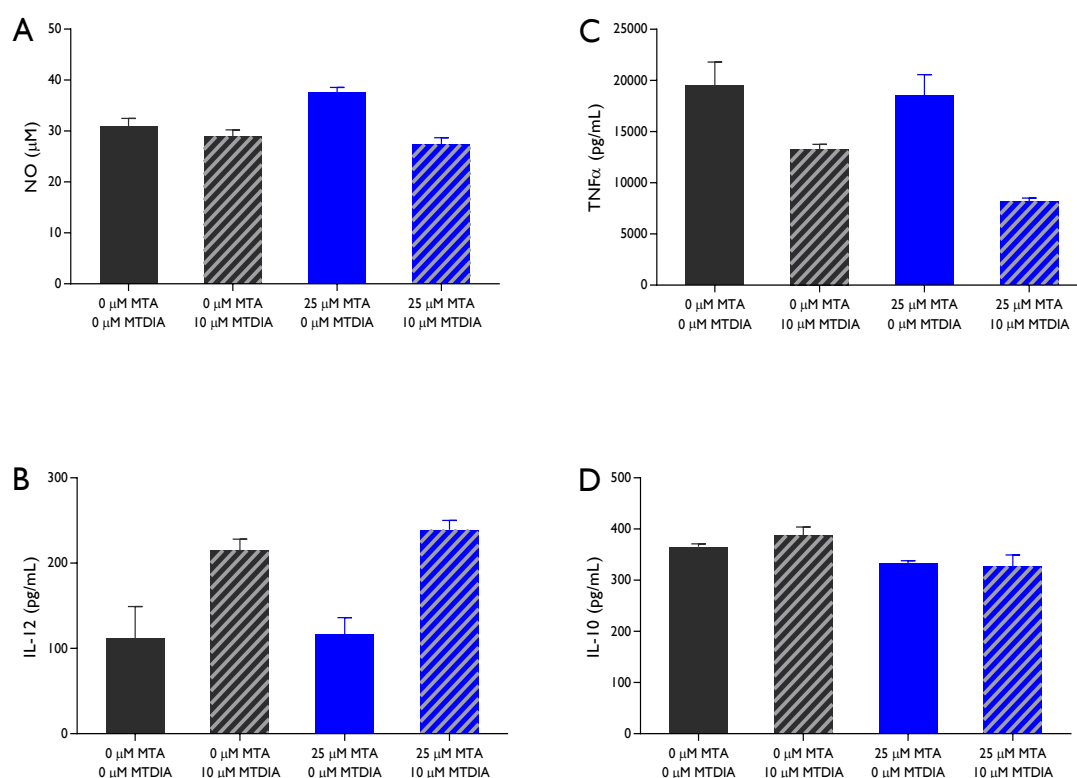 A
NO (μM)
50
40
30
20
10
0
0 μM MTA
0 μM MTDIA
0 μM MTA
10 μM MTDIA
25 μM MTA
0 μM MTDIA
25 μM MTA
10 μM MTDIA
C
TNFα (pg/mL)
25000
20000
15000
10000
5000
0
0 μM MTA
0 μM MTDIA
0 μM MTA
10 μM MTDIA
25 μM MTA
0 μM MTDIA
25 μM MTA
10 μM MTDIA
B
IL-12 (pg/mL)
300
200
100
0
0 μM MTA
0 μM MTDIA
0 μM MTA
10 μM MTDIA
25 μM MTA
0 μM MTDIA
25 μM MTA
10 μM MTDIA
D
IL-10 (pg/mL)
500
400
300
200
100
0
0 μM MTA
0 μM MTDIA
0 μM MTA
10 μM MTDIA
25 μM MTA
0 μM MTDIA
25 μM MTA
10 μM MTDIA